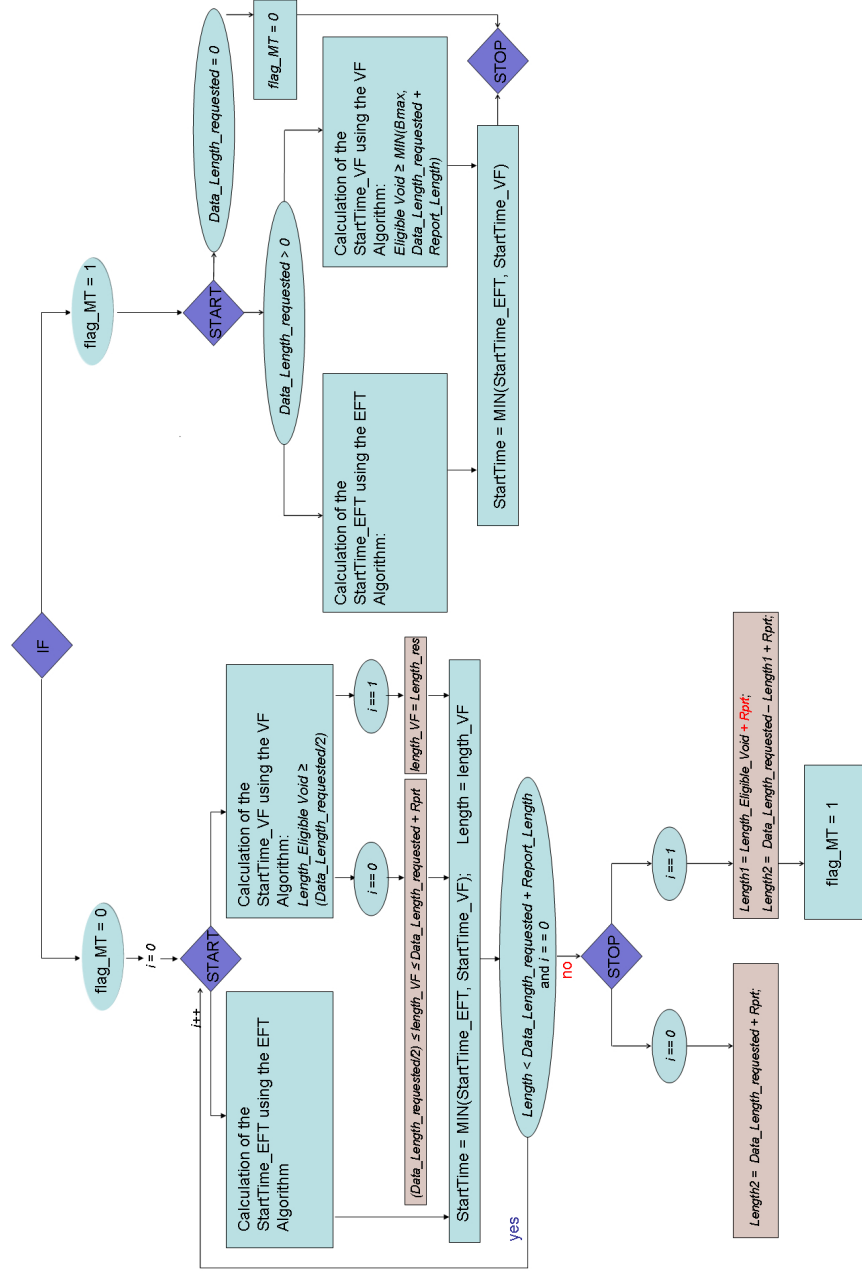 IF
flag_MT = 0
i = 0
START
i++
Calculation of the
StartTime_EFT using the EFT
Algorithm
Calculation of the
StartTime_VF using the VF
Algorithm:
Length_Eligible Void ≥
(Data_Length_requested/2)
i == 0
i == 1
(Data_Length_requested/2) ≤ length_VF ≤ Data_Length_requested + Rprt
length_VF = Length_res
StartTime = MIN(StartTime_EFT, StartTime_VF); Length = length_VF
Length < Data_Length_requested + Report_Length
and i == 0
yes
no
STOP
i == 0
i == 1
Length2 = Data_Length_requested + Rprt;
Length1 = Length_Eligible_Void + Rprt;
Length2 = Data_Length_requested – Length1 + Rprt;
flag_MT = 1
flag_MT = 1
START
Data_Length_requested = 0
flag_MT = 0
Data_Length_requested > 0
Calculation of the
StartTime_EFT using the EFT
Algorithm:
Calculation of the
StartTime_VF using the VF
Algorithm:
Eligible Void ≥ MIN(Bmax,
Data_Length_requested +
Report_Length)
StartTime = MIN(StartTime_EFT, StartTime_VF)
STOP